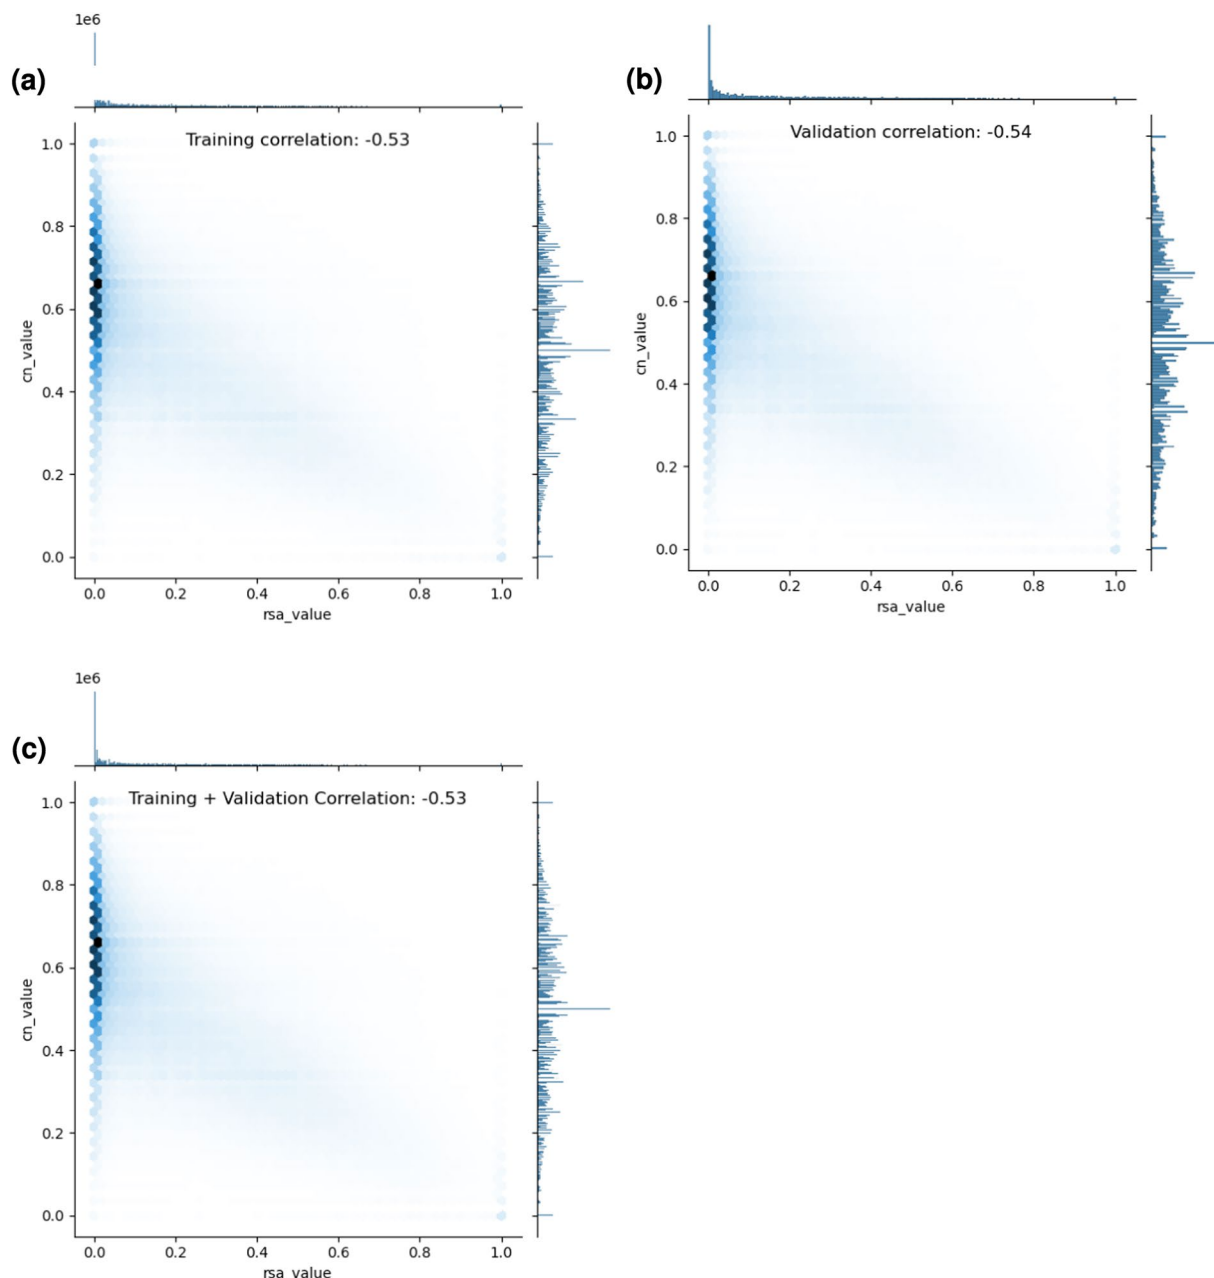 1e6
(a)
Training correlation: -0.53
1.0
0.8
0.6
0.4
0.2
0.0
cn_value
0.0 0.2 0.4 0.6 0.8 1.0
rsa_value
(b)
Validation correlation: -0.54
1.0
0.8
0.6
0.4
0.2
0.0
cn_value
0.0 0.2 0.4 0.6 0.8 1.0
rsa_value
1e6
(c)
Training + Validation Correlation: -0.53
1.0
0.8
0.6
0.4
0.2
0.0
cn_value
0.0 0.2 0.4 0.6 0.8 1.0
rsa_value